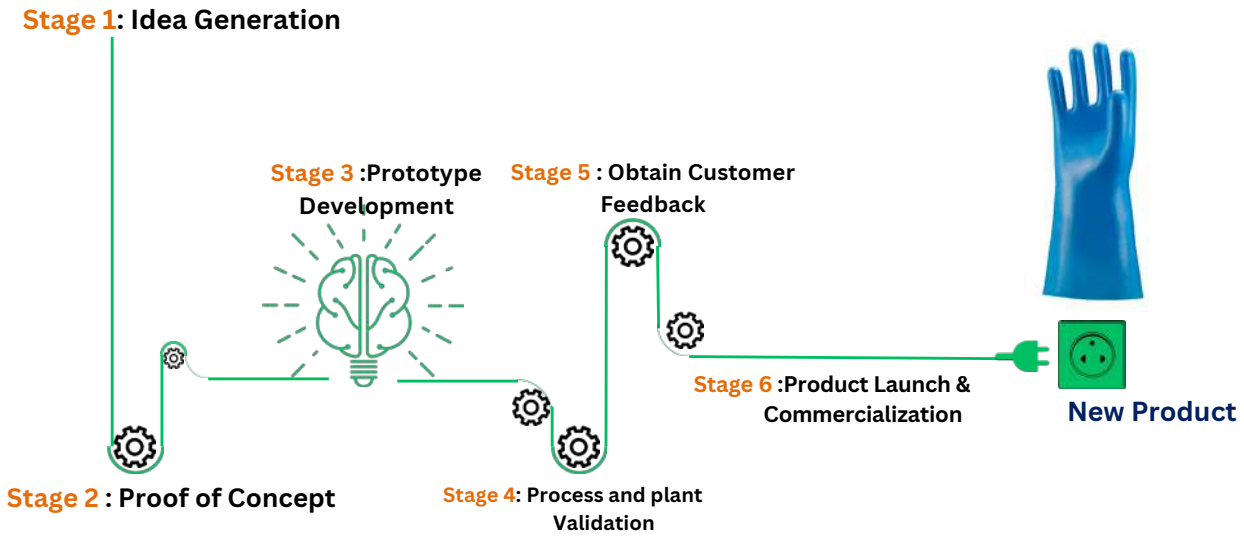 Stage 1: Idea Generation
Stage 3 :Prototype
Development
Stage 5 : Obtain Customer
Feedback
Stage 6 :Product Launch &
Commercialization
New Product
Stage 2 : Proof of Concept
Stage 4: Process and plant
Validation